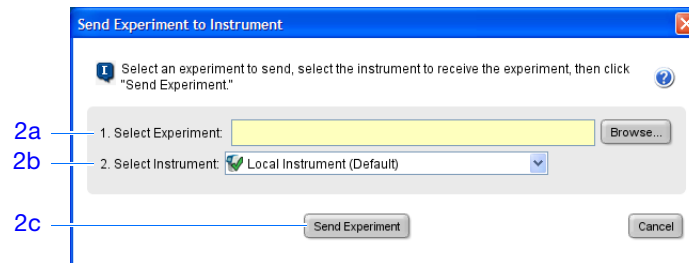 Send Experiment to Instrument
Select an experiment to send, select the instrument to receive the experiment, then click
"Send Experiment."
2a 1. Select Experiment: Browse...
2b 2. Select Instrument: Local Instrument (Default)
2c Send Experiment Cancel